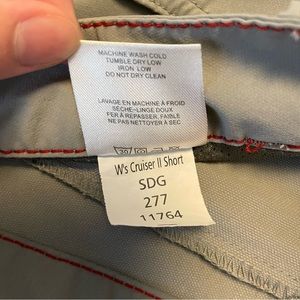 MACHINE WASH COLD
TUMBLE DRY LOW
IRON LOW
DO NOT DRY CLEAN
LAVAGE EN MACHINE À FROID
SÈCHE-LINGE DOUX
FER À REPASSER, FAIBLE
NE PAS NETTOYER À SEC
W's Cruiser II Short
SDG
277
11764